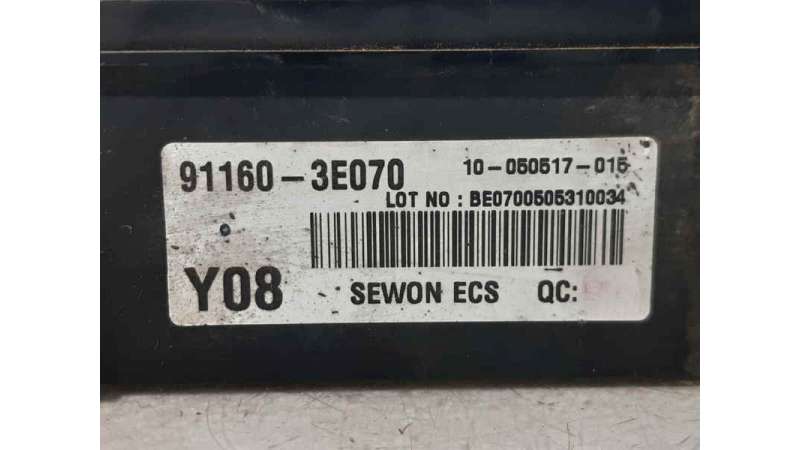 91160-3E070 10-050517-015
LOT NO : BE0700505310034
Y08 SEWON ECS QC: